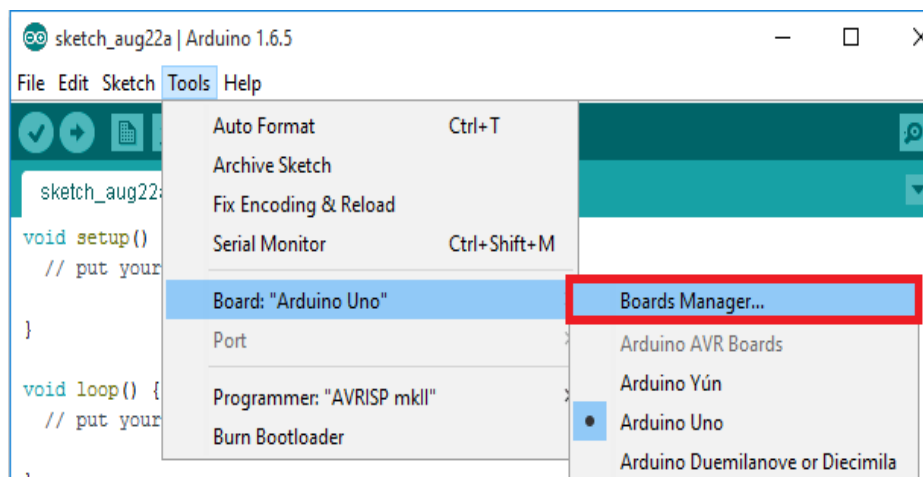 sketch_aug22a | Arduino 1.6.5
File Edit Sketch Tools Help
Auto Format Ctrl+T
Archive Sketch
Fix Encoding & Reload
Serial Monitor Ctrl+Shift+M
Board: "Arduino Uno"
Port
Programmer: "AVRISP mkII"
Burn Bootloader
Boards Manager...
Arduino AVR Boards
Arduino Yún
Arduino Uno
Arduino Duemilanove or Diecimila
sketch_aug22a
void setup()
// put your
}
void loop() {
// put your